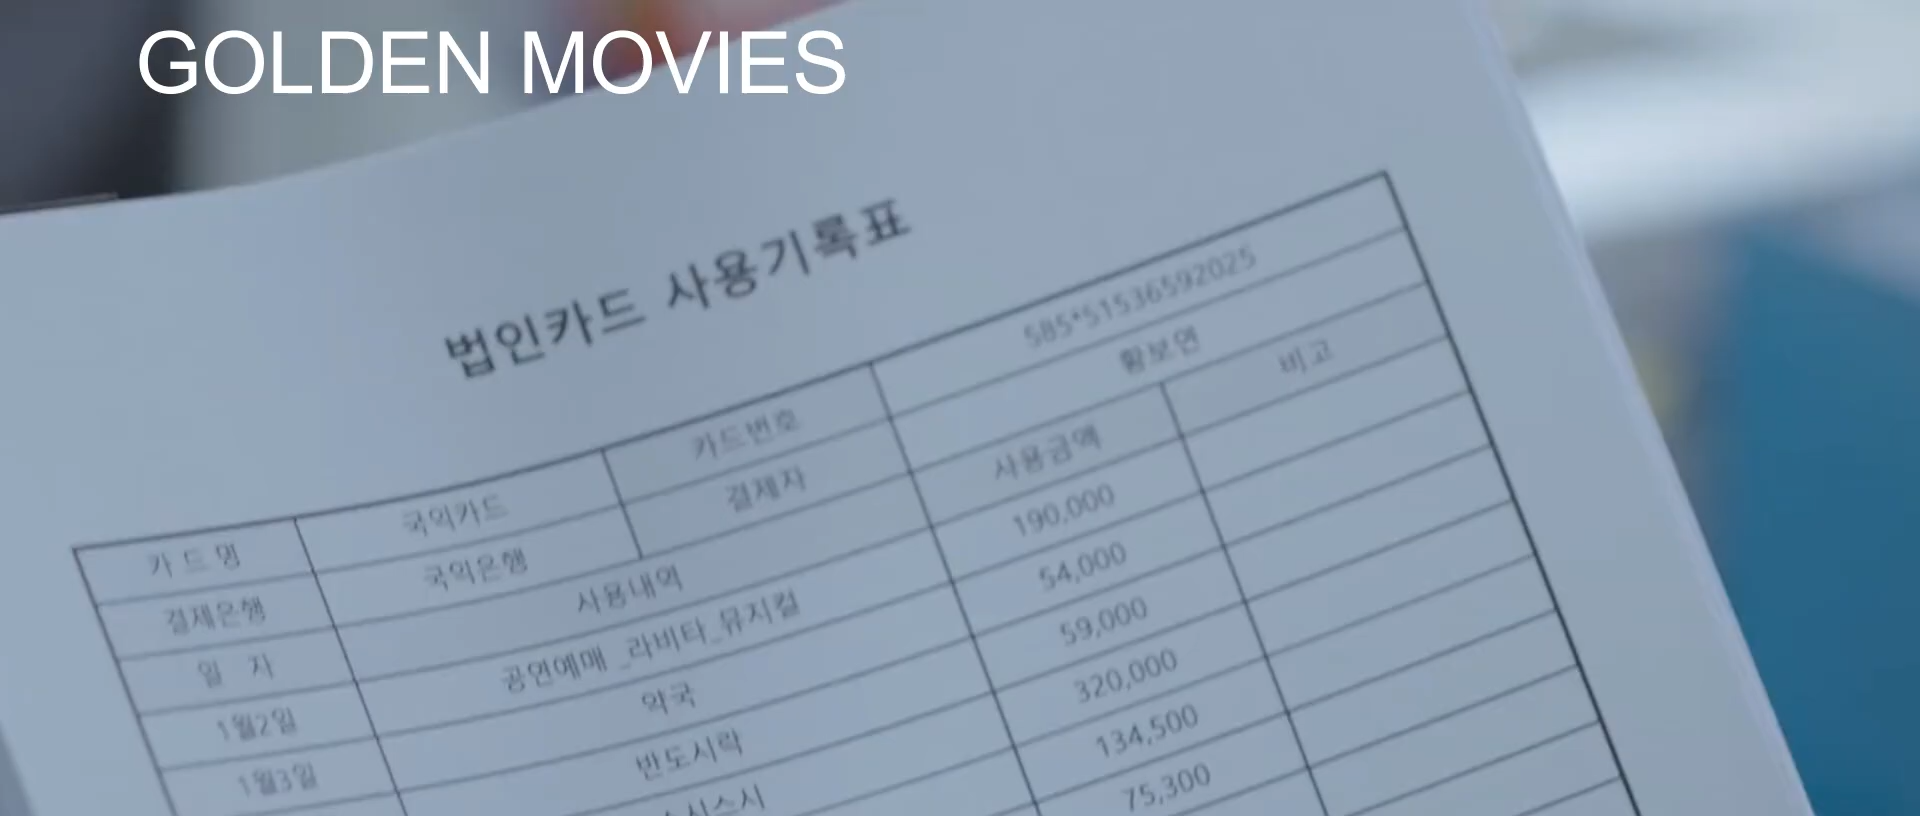 GOLDEN MOVIES
법인카드 사용기록표
카 드 명 국익카드 카드번호 585*51536592025
결제은행 국익은행 결제자 황보연
일 자 사용내역 사용금액 비고
1월2일 공연예매 _라비타_뮤지컬 190,000
1월3일 약국 54,000
반도시락 59,000
320,000
134,500
75,300